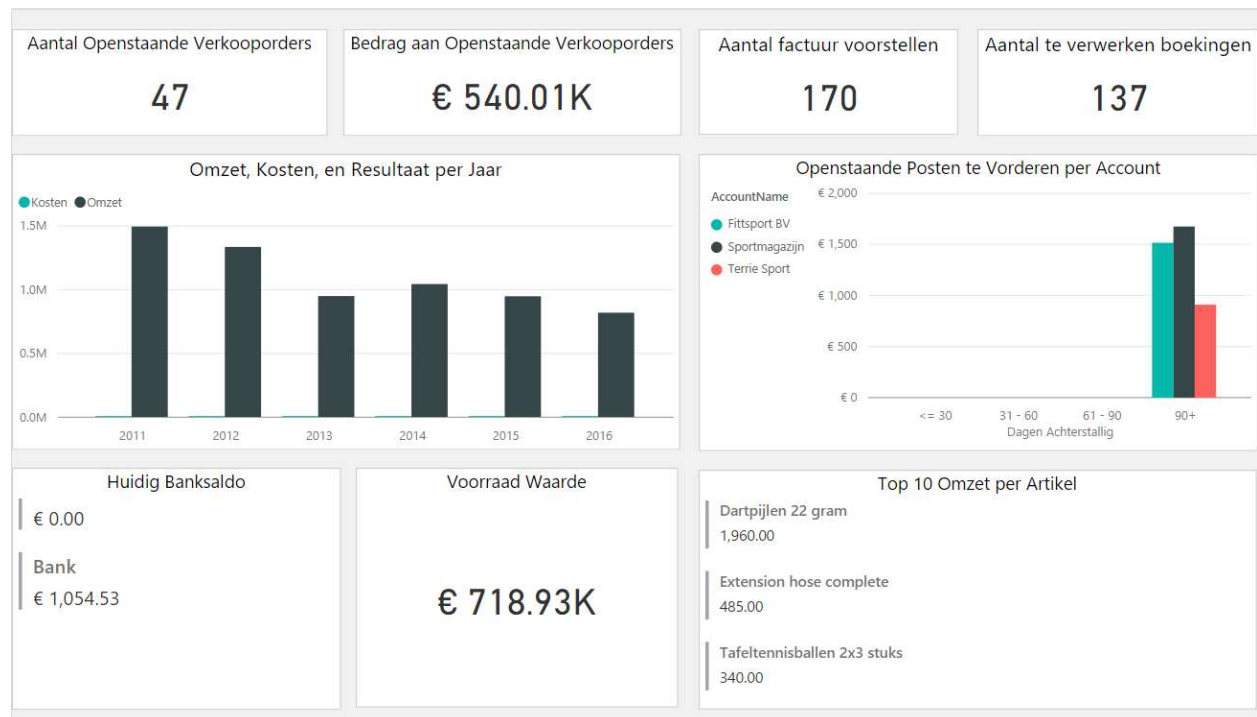 Aantal Openstaande Verkooporders
47
Bedrag aan Openstaande Verkooporders
€ 540.01K
Aantal factuur voorstellen
170
Aantal te verwerken boekingen
137
Omzet, Kosten, en Resultaat per Jaar
Kosten Omzet
1.5M
1.0M
0.5M
0.0M
2011 2012 2013 2014 2015 2016
Openstaande Posten te Vorderen per Account
AccountName
Fittsport BV
Sportmagazijn
Terrie Sport
€ 2,000
€ 1,500
€ 1,000
€ 500
€ 0
<= 30 31 - 60 61 - 90 90+
Dagen Achterstallig
Huidig Banksaldo
€ 0.00
Bank
€ 1,054.53
Voorraad Waarde
€ 718.93K
Top 10 Omzet per Artikel
Dartpijlen 22 gram
1,960.00
Extension hose complete
485.00
Tafeltennisballen 2x3 stuks
340.00